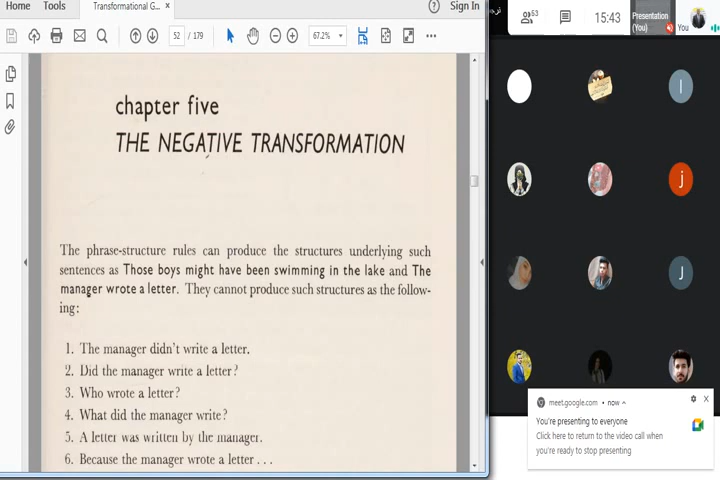 Home Tools Transformational G... × Sign In
52 / 179 67.2%
chapter five
THE NEGATIVE TRANSFORMATION
The phrase-structure rules can produce the structures underlying such
sentences as Those boys might have been swimming in the lake and The
manager wrote a letter. They cannot produce such structures as the follow-
ing:
1. The manager didn't write a letter.
2. Did the manager write a letter?
3. Who wrote a letter?
4. What did the manager write?
5. A letter was written by the manager.
6. Because the manager wrote a letter . . .
53
15:43
Presentation
(You)
You
I
j
J
meet.google.com • now
You're presenting to everyone
Click here to return to the video call when
you're ready to stop presenting